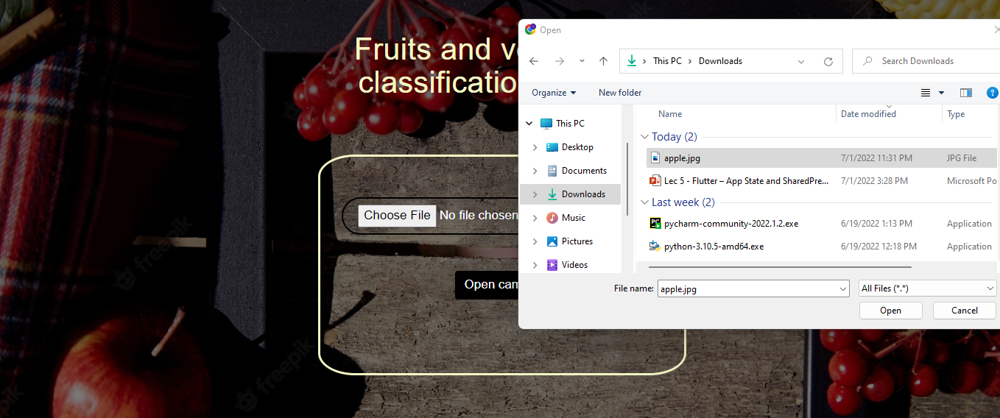 Fruits and ve
classificatio
Choose File No file chosen
Open cam
Open
This PC
Downloads
Search Downloads
Organize
New folder
?
Name
Date modified
Type
This PC
Desktop
Documents
Downloads
Music
Pictures
Videos
Today (2)
apple.jpg 7/1/2022 11:31 PM JPG File
Lec 5 - Flutter – App State and SharedPre... 7/1/2022 3:28 PM Microsoft Po
Last week (2)
pycharm-community-2022.1.2.exe 6/19/2022 1:13 PM Application
python-3.10.5-amd64.exe 6/19/2022 12:18 PM Application
File name: apple.jpg
All Files (*.*)
Open
Cancel
freepik
freepik
pik